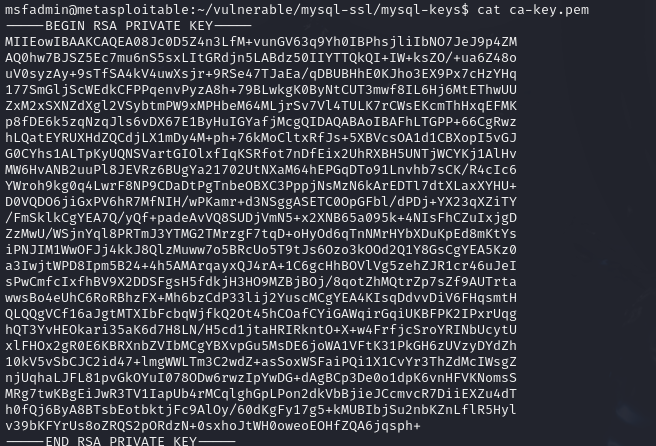 msfadmin@metasploitable:~/vulnerable/mysql-ssl/mysql-keys$ cat ca-key.pem
-----BEGIN RSA PRIVATE KEY-----
MIIEowIBAAKCAQEA08Jc0D5Z4n3LfM+vunGV63q9Yh0IBPhsjliIbNO7JeJ9p4ZM
AQ0hw7BJSZ5Ec7mu6nS5sxLItGRdjn5LABdz50IIYTTQkQI+IW+ksZO/+ua6Z48o
uV0syzAy+9sTfSA4kV4uwXsjr+9RSe47TJaEa/qDBUBHhE0KJho3EX9Px7cHzYHq
177SmGljScWEdkCFPPqenvPyzA8h+79BLwkgK0ByNtCUT3mwf8IL6Hj6MtEThwUU
ZxM2xSXNZdXgl2VSybtmPW9xMPHbeM64MLjrSv7Vl4TULK7rCWsEKcmThHxqEFMK
p8fDE6k5zqNzqJls6vDX67E1ByHuIGYafjMcgQIDAQABAoIBAFhLTGPP+66CgRwz
hLQatEYRUXHdZQCdjLX1mDy4M+ph+76kMoCltxRfJs+5XBVcsOA1d1CBXopI5vGJ
G0CYhs1ALTpKyUQNSVartGIOlxfIqKSRfot7nDfEix2UhRXBH5UNTjWCYKj1AlHv
MW6HvANB2uuPl8JEVRz6BUgYa21702UtNXaM64hEPGqDTo91Lnvhb7sCK/R4cIc6
YWroh9kg0q4LwrF8NP9CDaDtPgTnbeOBXC3PppjNsMzN6kArEDTl7dtXLaxXYHU+
D0VQDO6jiGxPV6hR7MfNIH/wPKamr+d3NSggASETC0OpGFbl/dPDj+YX23qXZiTY
/FmSklkCgYEA7Q/yQf+padeAvVQ8SUDjVmN5+x2XNB65a095k+4NIsFhCZuIxjgD
ZzMwU/WSjnYql8PRTmJ3YTMG2TMrzgF7tqD+oHyOd6qTnNMrHYbXDuKpEd8mKtYs
iPNJIM1WwOFJj4kkJ8QlzMuww7o5BRcUo5T9tJs6Ozo3kOOd2Q1Y8GsCgYEA5Kz0
a3IwjtWPD8Ipm5B24+4h5AMArqayxQJ4rA+1C6gcHhBOVlVg5zehZJR1cr46uJeI
sPwCmfcIxfhBV9X2DDSFgsH5fdkjH3HO9MZBjBOj/8qotZhMQtrZp7sZf9AUTrta
wwsBo4eUhC6RoRBhzFX+Mh6bzCdP33lij2YuscMCgYEA4KIsqDdvvDiV6FHqsmtH
QLQQgVCf16aJgtMTXIbFcbqWjfkQ2Ot45hCOafCYiGAWqirGqiUKBFPK2IPxrUqg
hQT3YvHEOkari35aK6d7H8LN/H5cd1jtaHRIRkntO+X+w4FrfjcSroYRINbUcytU
xlFHOx2gR0E6KBRXnbZVIbMCgYBXvpGu5MsDE6joWA1VFtK31PkGH6zUVzyDYdZh
10kV5vSbCJC2id47+lmgWWLTm3C2wdZ+asSoxWSFaiPQi1X1CvYr3ThZdMcIWsgZ
njUqhaLJFL81pvGkOYuI078ODw6rwzIpYwDG+dAgBCp3De0o1dpK6vnHFVKNomsS
MRg7twKBgEiJwR3TV1IapUb4rMCqlghGpLPon2dkVbBjieJCcmvcR7DiiEXZu4dT
h0fQj6ByA8BTsbEotbktjFc9AlOy/60dKgFy17g5+kMUBIbjSu2nbKZnLflR5Hyl
v39bKFYrUs8oZRQS2pORdzN+0sxhoJtWH0oweoEOHfZQA6jqsph+
-----END RSA PRIVATE KEY-----